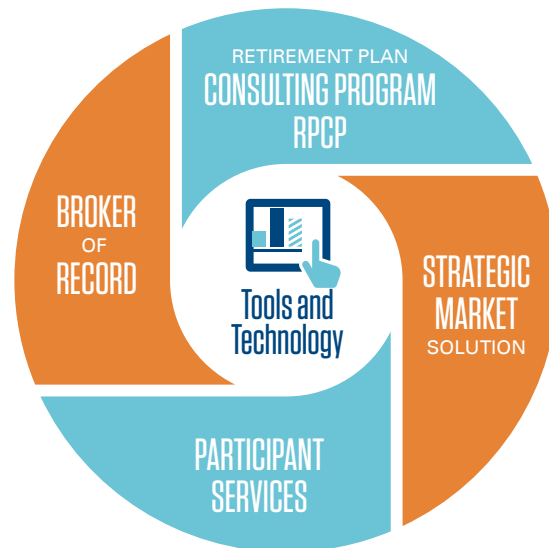 RETIREMENT PLAN
CONSULTING PROGRAM
RPCP
BROKER
OF
RECORD
STRATEGIC
MARKET
SOLUTION
Tools and
Technology
PARTICIPANT
SERVICES